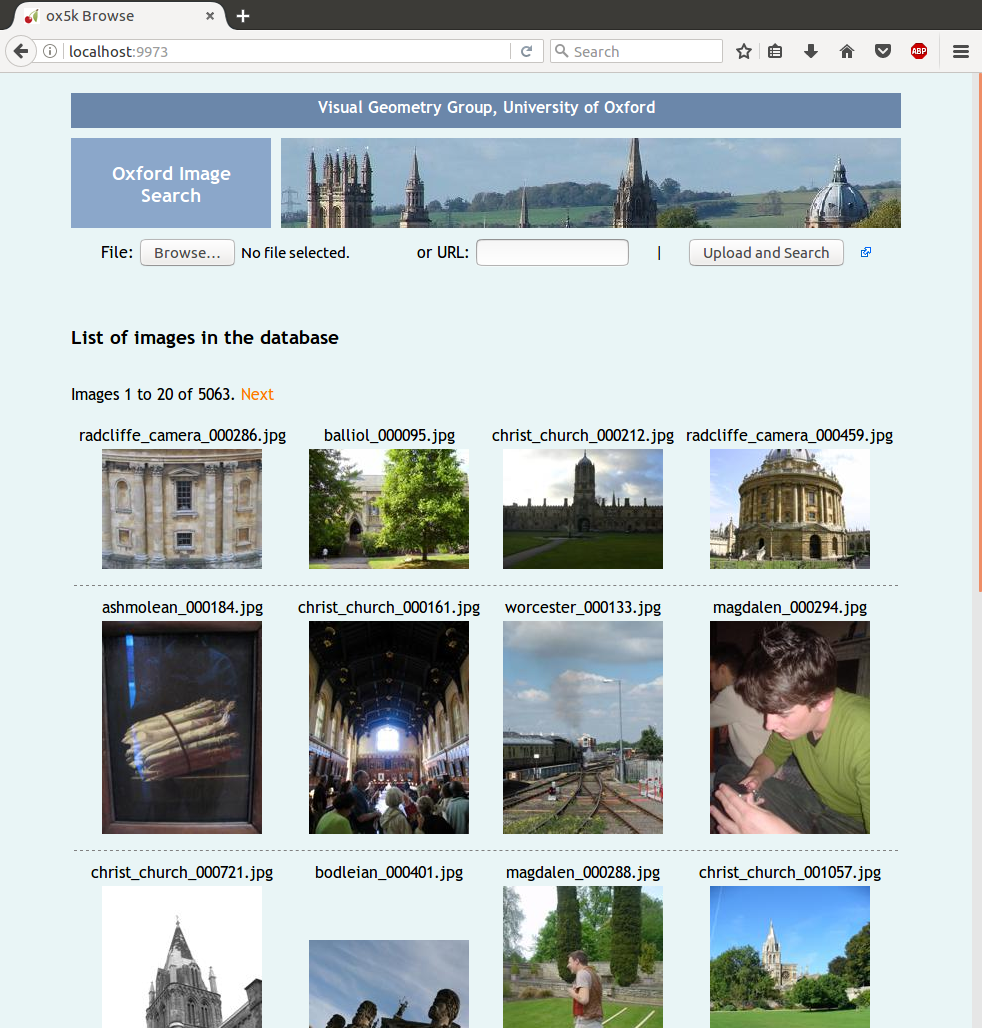 ox5k Browse
localhost:9973
Search
ABP
Visual Geometry Group, University of Oxford
Oxford Image
Search
File: Browse... No file selected. or URL: | Upload and Search
List of images in the database
Images 1 to 20 of 5063. Next
radcliffe_camera_000286.jpg balliol_000095.jpg christ_church_000212.jpg radcliffe_camera_000459.jpg
ashmolean_000184.jpg christ_church_000161.jpg worcester_000133.jpg magdalen_000294.jpg
christ_church_000721.jpg bodleian_000401.jpg magdalen_000288.jpg christ_church_001057.jpg